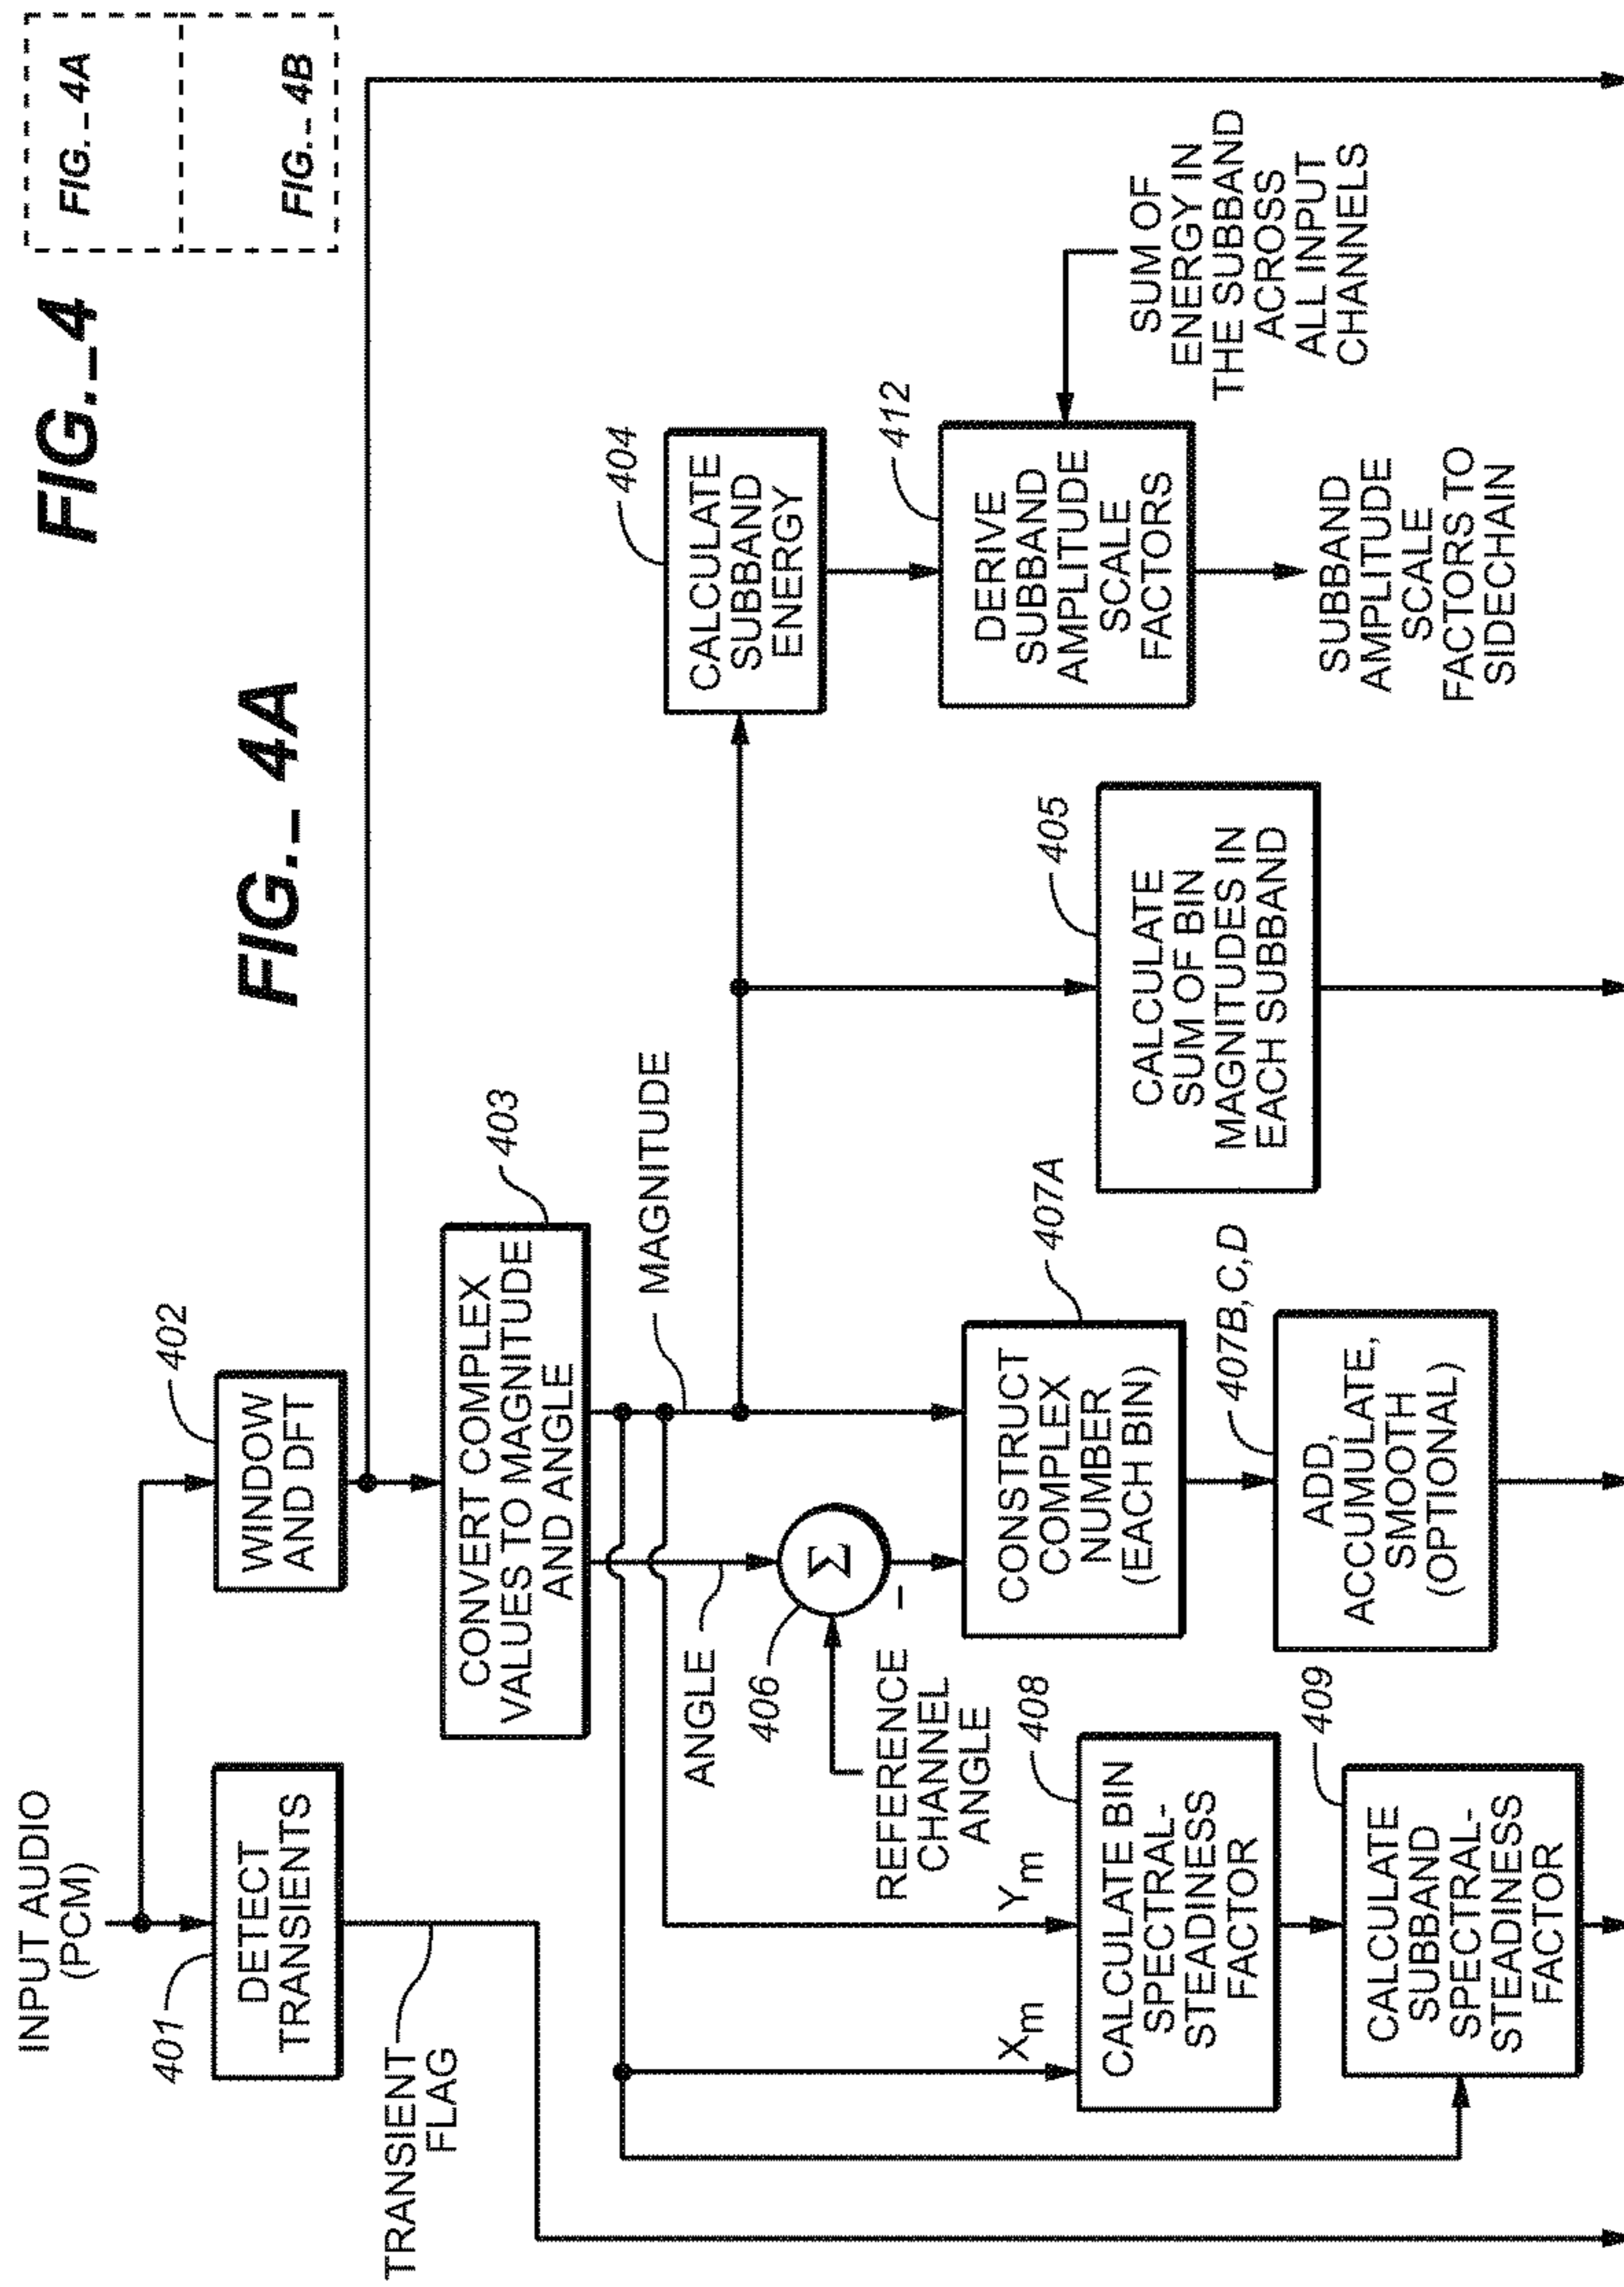 FIG._4
FIG._4A
FIG._4B
FIG._4A
INPUT AUDIO
(PCM)
401
DETECT
TRANSIENTS
TRANSIENT
FLAG
402
WINDOW
AND DFT
403
CONVERT COMPLEX
VALUES TO MAGNITUDE
AND ANGLE
MAGNITUDE
ANGLE
406
Σ
–
REFERENCE
CHANNEL
ANGLE
404
CALCULATE
SUBBAND
ENERGY
412
DERIVE
SUBBAND
AMPLITUDE
SCALE
FACTORS
SUM OF
ENERGY IN
THE SUBBAND
ACROSS
ALL INPUT
CHANNELS
SUBBAND
AMPLITUDE
SCALE
FACTORS TO
SIDECHAIN
405
CALCULATE
SUM OF BIN
MAGNITUDES IN
EACH SUBBAND
407A
CONSTRUCT
COMPLEX
NUMBER
(EACH BIN)
407B,C,D
ADD,
ACCUMULATE,
SMOOTH
(OPTIONAL)
Xm
Ym
408
CALCULATE BIN
SPECTRAL-
STEADINESS
FACTOR
409
CALCULATE
SUBBAND
SPECTRAL-
STEADINESS
FACTOR